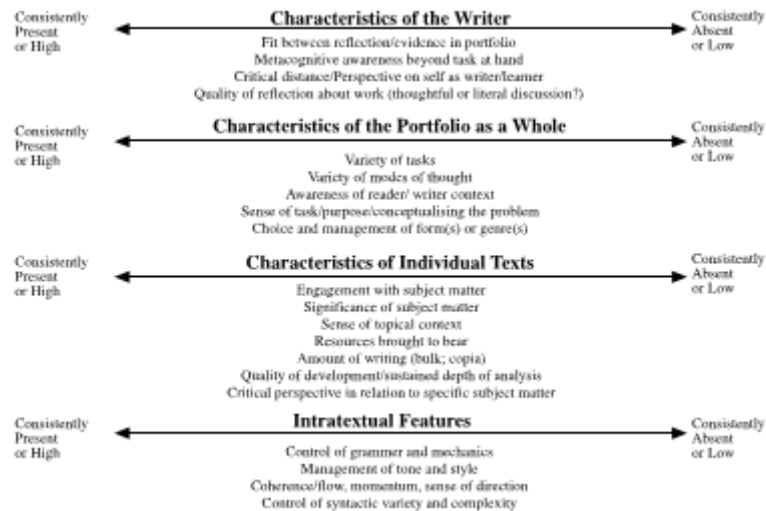 Characteristics of the Writer
Consistently
Present
or High
Consistently
Absent
or Low
Fit between reflection/evidence in portfolio
Metacognitive awareness beyond task at hand
Critical distance/Perspective on self as writer/learner
Quality of reflection about work (thoughtful or literal discussion?)
Characteristics of the Portfolio as a Whole
Consistently
Present
or High
Consistently
Absent
or Low
Variety of tasks
Variety of modes of thought
Awareness of reader/ writer context
Sense of task/purpose/conceptualising the problem
Choice and management of form(s) or genre(s)
Characteristics of Individual Texts
Consistently
Present
or High
Consistently
Absent
or Low
Engagement with subject matter
Significance of subject matter
Sense of topical context
Resources brought to bear
Amount of writing (bulk; copia)
Quality of development/sustained depth of analysis
Critical perspective in relation to specific subject matter
Intratextual Features
Consistently
Present
or High
Consistently
Absent
or Low
Control of grammer and mechanics
Management of tone and style
Coherence/flow, momentum, sense of direction
Control of syntactic variety and complexity